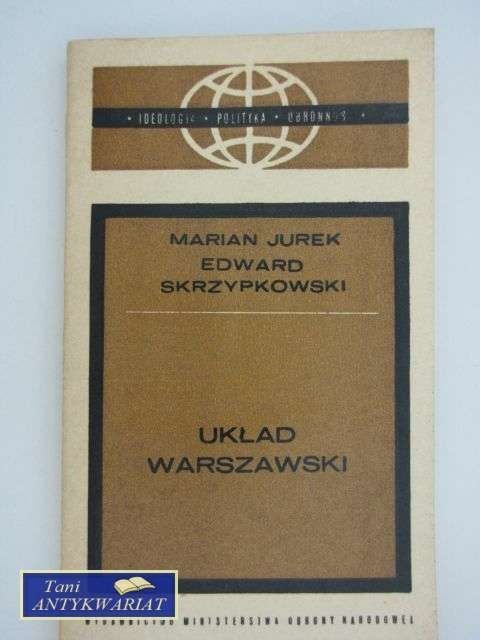 • IDEOLOGIA • POLITYKA • OBRONNOŚĆ •
MARIAN JUREK
EDWARD
SKRZYPKOWSKI
UKŁAD
WARSZAWSKI
WYDAWNICTWO MINISTERSTWA OBRONY NARODOWEJ
Tani
ANTYKWARIAT